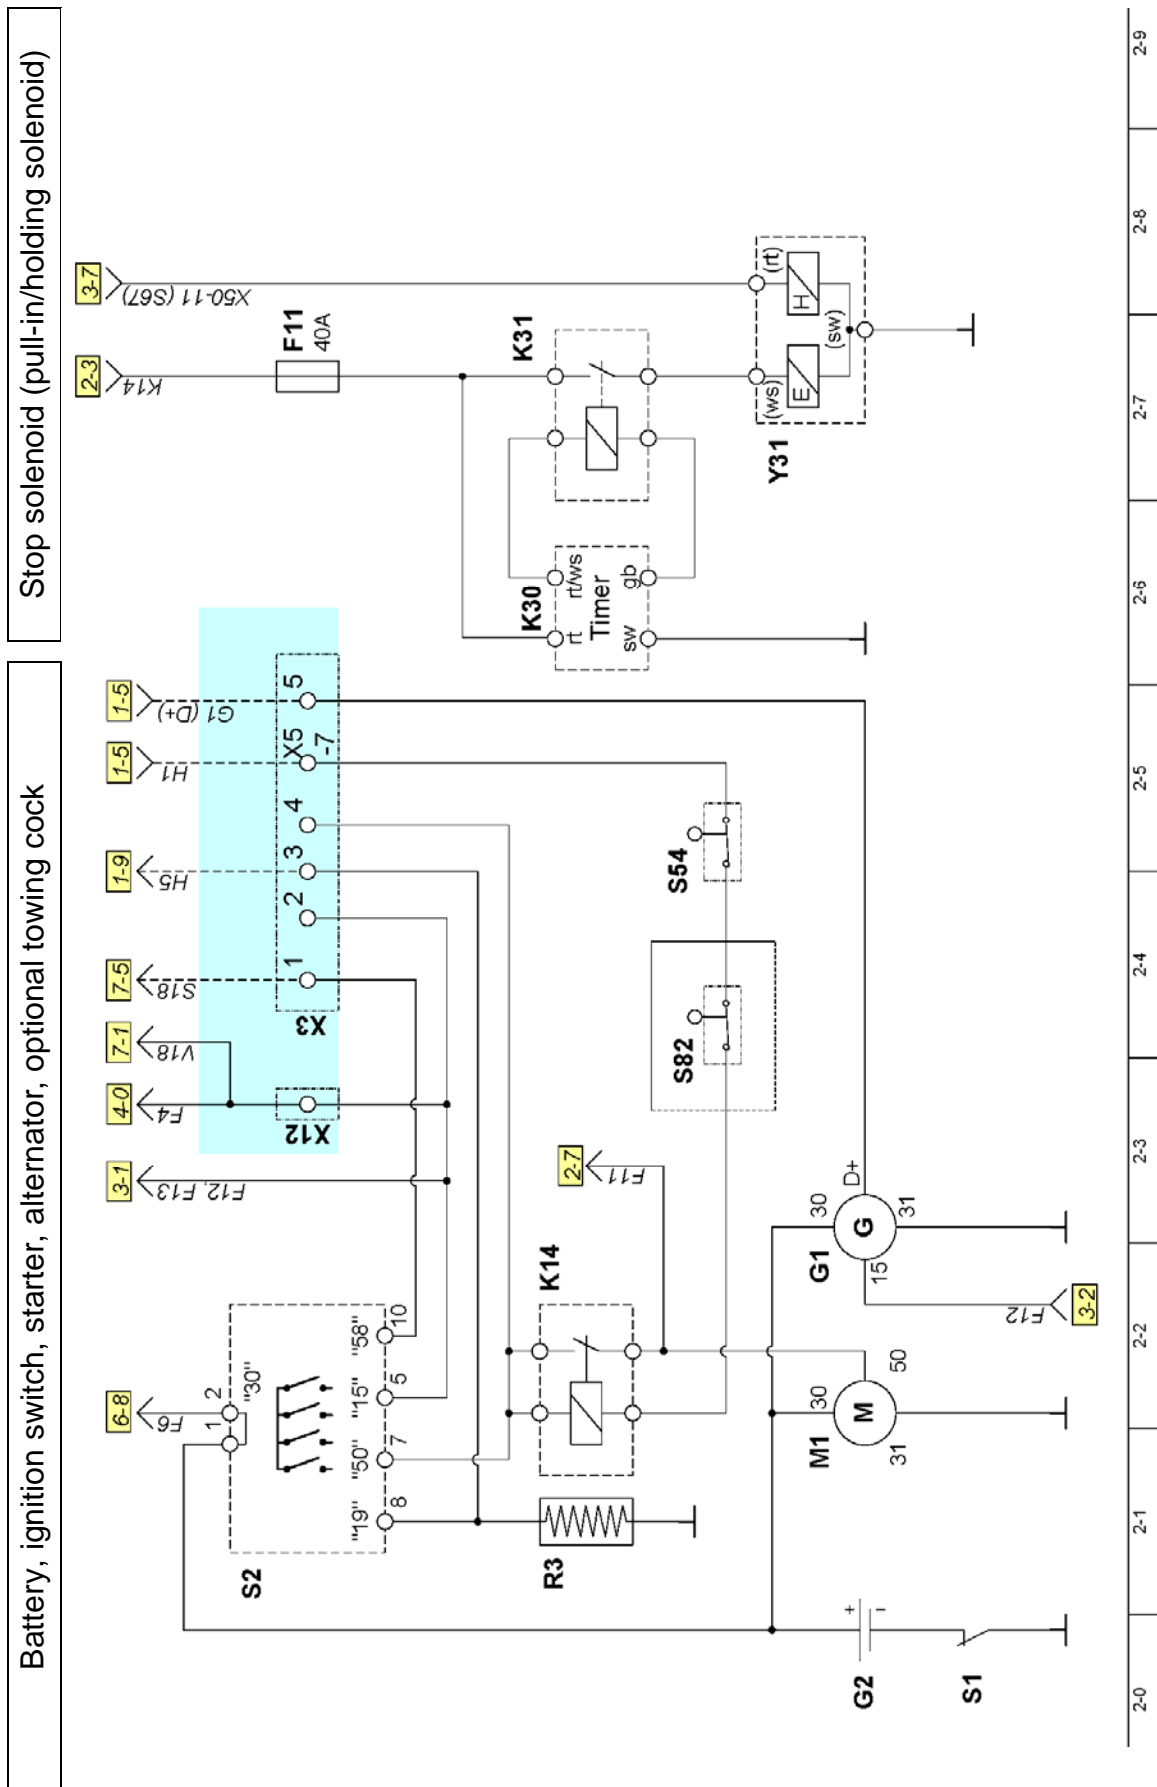 Battery, ignition switch, starter, alternator, optional towing cock
Stop solenoid (pull-in/holding solenoid)
6-8
F6
3-1
F12, F13
4-0
F4
7-1
V18
7-5
S18
1-9
H5
1-5
H1
1-5
G1 (D+)
2-3
K14
3-7
X50-11 (S67)
S2
1
2
"30"
"19"
"50"
"15"
"58"
8
7
5
10
X12
X3
1
2
3
4
X5
-7
5
F11
40A
R3
K14
2-7
F11
S82
S54
K30
rt
rt/ws
Timer
sw
gb
K31
Y31
(ws)
(rt)
E
H
(sw)
G2
+
-
S1
M1
30
M
50
31
G1
30
D+
G
15
31
F12
3-2
2-0
2-1
2-2
2-3
2-4
2-5
2-6
2-7
2-8
2-9